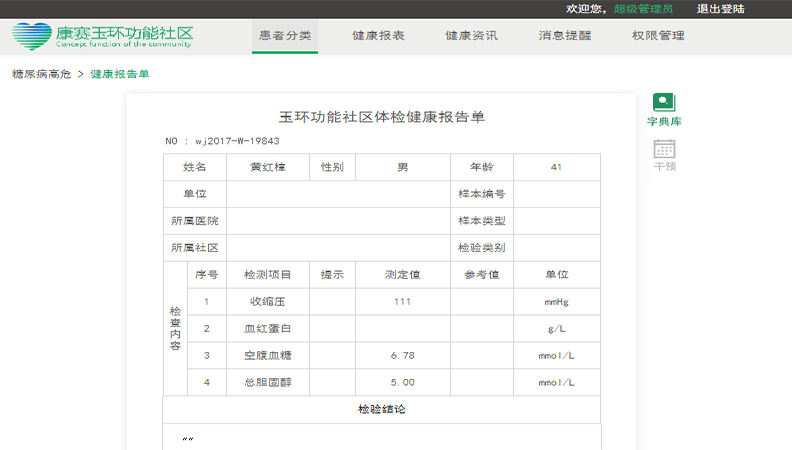 欢迎您，超级管理员 退出登陆
康赛玉环功能社区
Concept function of the community
患者分类 健康报表 健康资讯 消息提醒 权限管理
糖尿病高危 > 健康报告单
字典库
干预
玉环功能社区体检健康报告单
NO : wj2017-W-19843
姓名 黄红橦 性别 男 年龄 41
单位 样本编号
所属医院 样本类型
所属社区 检验类别
检查内容
序号 检测项目 提示 测定值 参考值 单位
1 收缩压 111 mmHg
2 血红蛋白 g/L
3 空腹血糖 6.78 mmol/L
4 总胆固醇 5.00 mmol/L
检验结论
""